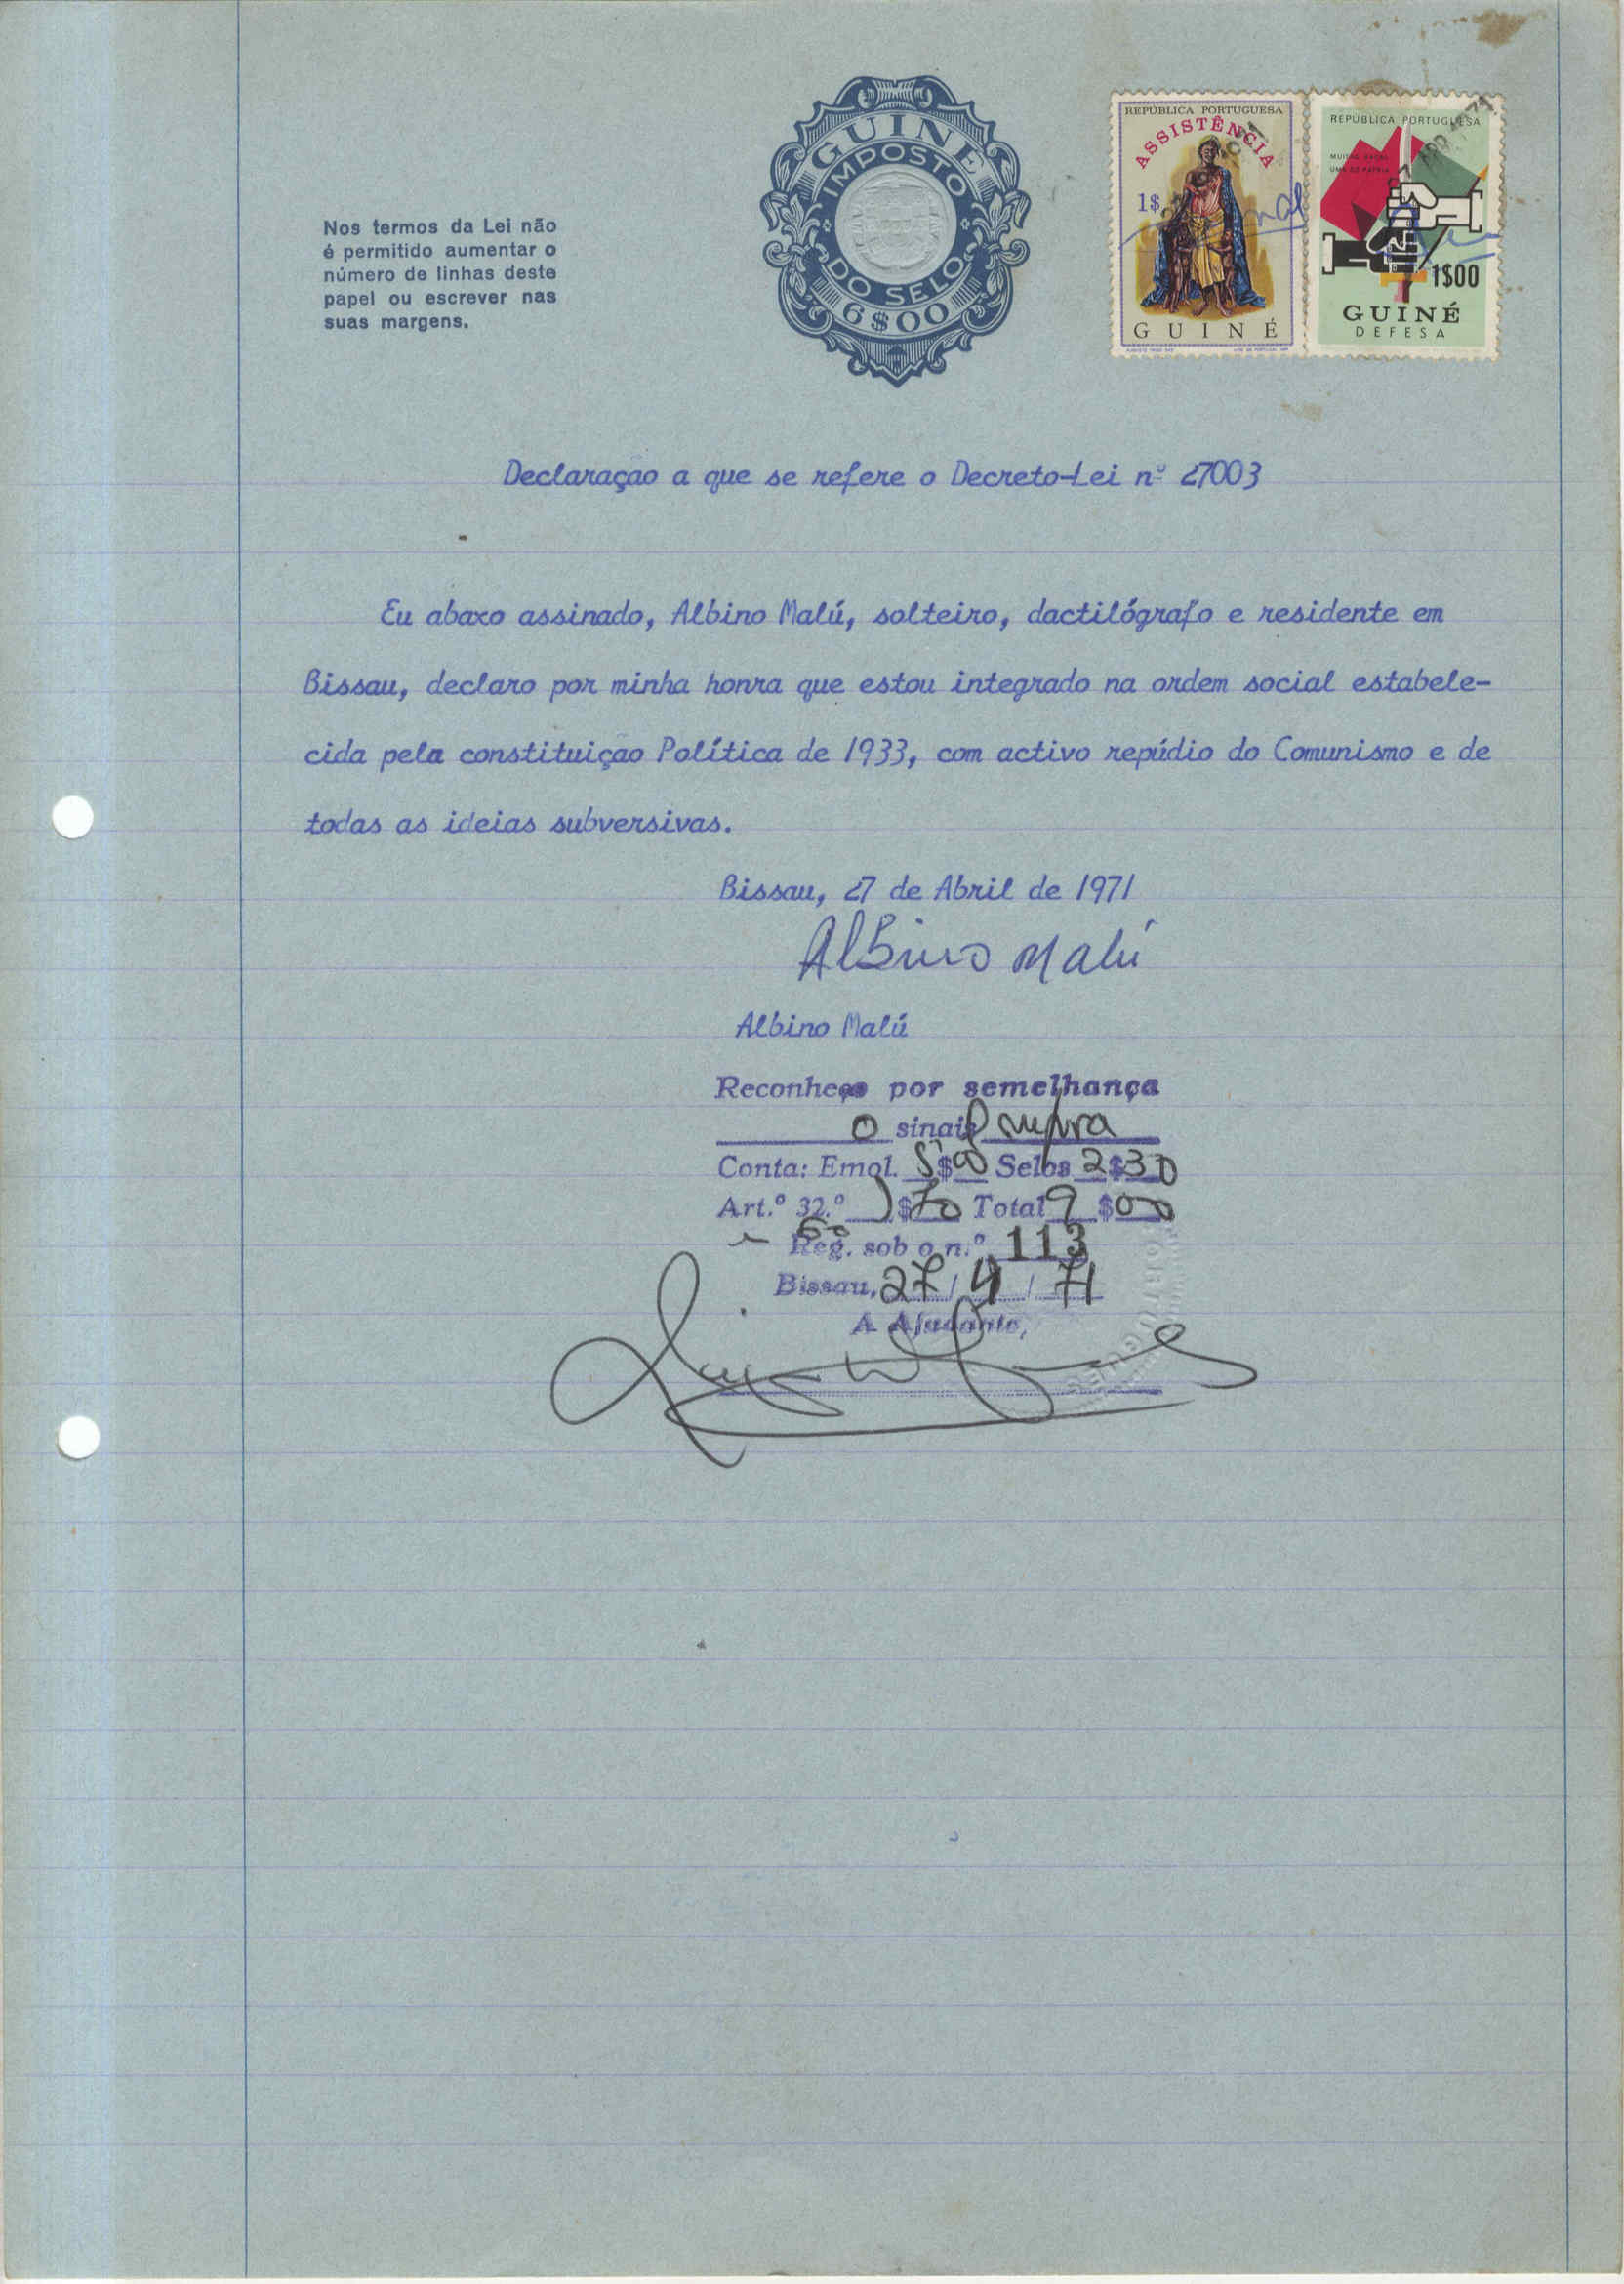 Nos termos da Lei não
é permitido aumentar o
número de linhas deste
papel ou escrever nas
suas margens.
GUINÉ
IMPOSTO
DO SELO
6$00
REPÚBLICA PORTUGUESA
ASSISTÊNCIA
1$
GUINÉ
REPÚBLICA PORTUGUESA
1$00
GUINÉ
DEFESA
Declaração a que se refere o Decreto-Lei nº 27003
Eu abaxo assinado, Albino Malú, solteiro, dactilógrafo e residente em
Bissau, declaro por minha honra que estou integrado na ordem social estabele-
cida pela constituição Política de 1933, com activo repúdio do Comunismo e de
todas as ideias subversivas.
Bissau, 27 de Abril de 1971
Albino Malú
Albino Malú
Reconheço por semelhança
o sinal supra
Conta: Emol. 5$00 Selos 2$30
Art.º 32.º 1$70 Total 9$00
Reg. sob o n.º 113
Bissau, 27/4/71
A Ajudante,